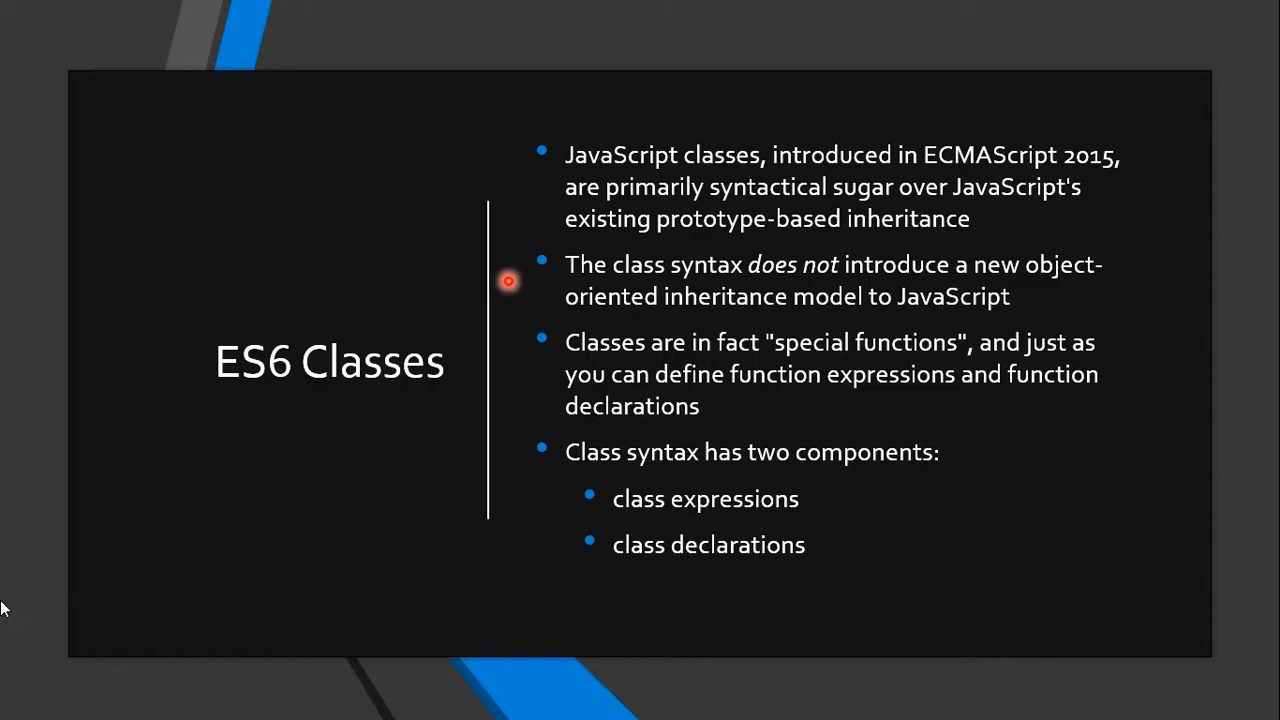 ES6 Classes
JavaScript classes, introduced in ECMAScript 2015,
are primarily syntactical sugar over JavaScript's
existing prototype-based inheritance
The class syntax does not introduce a new object-
oriented inheritance model to JavaScript
Classes are in fact "special functions", and just as
you can define function expressions and function
declarations
Class syntax has two components:
class expressions
class declarations